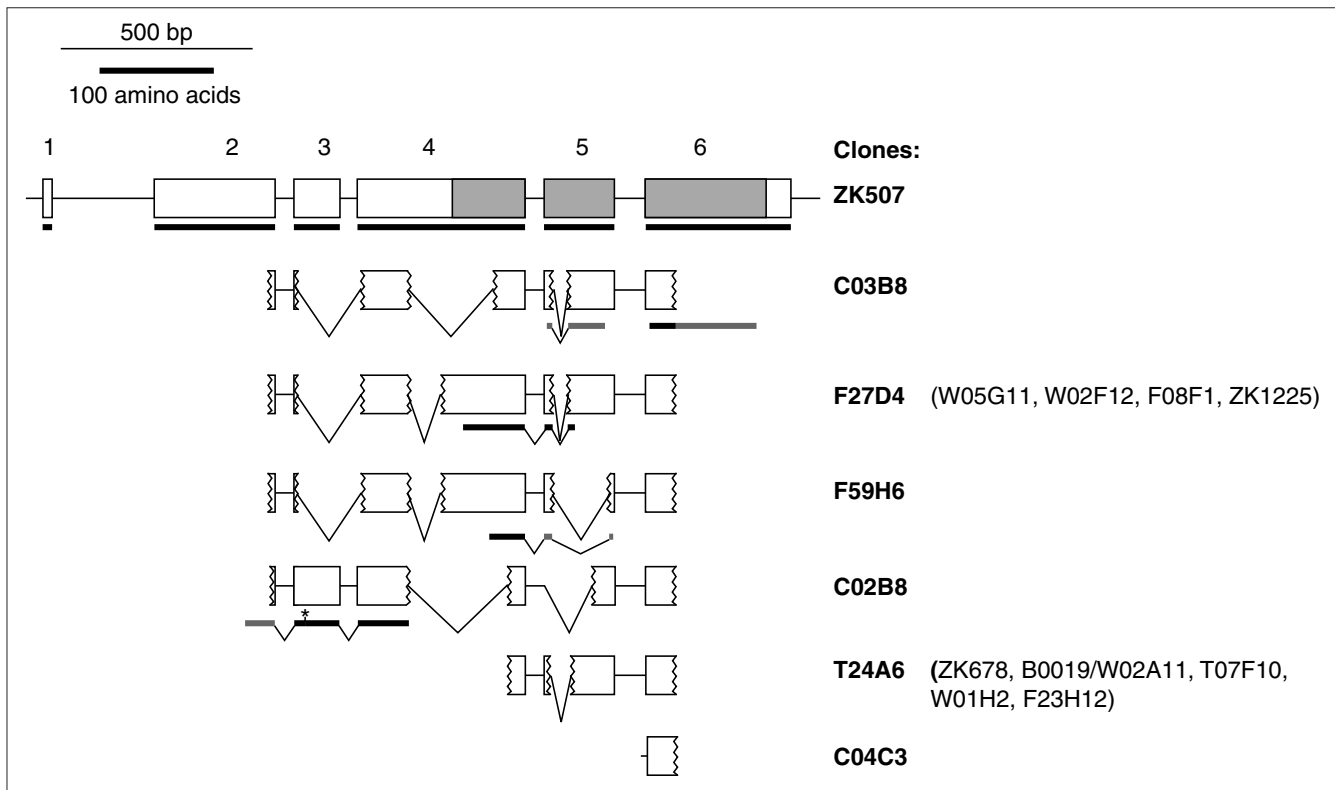 500 bp
100 amino acids
1 2 3 4 5 6
Clones:
ZK507
C03B8
F27D4 (W05G11, W02F12, F08F1, ZK1225)
F59H6
C02B8
*
T24A6 (ZK678, B0019/W02A11, T07F10,
W01H2, F23H12)
C04C3